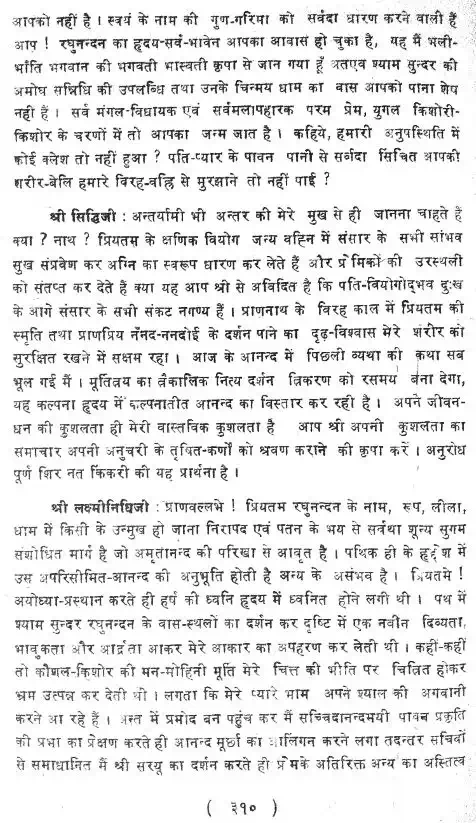 आपको नहीं है । स्वयं के नाम की गुण-गरिमा को सर्वदा धारण करने वाली हैं
आप ! रघुनन्दन का हृदय-सर्व-भावेन आपका आवास हो चुका है, यह मैं भली-
भाँति भगवान की भगवती भास्वती कृपा से जान गया हूँ अतएव श्याम सुन्दर की
अमोघ सन्निधि की उपलब्धि तथा उनके चिन्मय धाम का बास आपको पाना शेष
नहीं हैं । सर्व मंगल-विधायक एवं सर्वमलापहारक परम प्रेम, युगल किशोरी-
किशोर के चरणों में तो आपका जन्म जात है । कहिये, हमारी अनुपस्थिति में
कोई क्लेश तो नहीं हुआ ? पति-प्यार के पावन पानी से सर्वदा सिंचित आपकी
शरीर-बेलि हमारे विरह-वह्नि से मुरझाने तो नहीं पाई ?
श्री सिद्धिजी : अन्तर्यामी भी अन्तर की मेरे मुख से ही जानना चाहते हैं
क्या ? नाथ ? प्रियतम के क्षणिक वियोग जन्य वह्नि में संसार के सभी सांभव
सुख संप्रवेश कर अग्नि का स्वरूप धारण कर लेते हैं और प्रेमिकों की उरस्थली
को संतप्त कर देते हैं क्या यह आप श्री से अविदित है कि पति-वियोगोद्भव दुःख
के आगे संसार के सभी संकट नगण्य हैं । प्राणनाथ के विरह काल में प्रियतम की
स्मृति तथा प्राणप्रिय नँनद-ननदोई के दर्शन पाने का दृढ़-विश्वास मेरे शरीर को
सुरक्षित रखने में सक्षम रहा । आज के आनन्द में पिछली व्यथा की कथा सब
भूल गई मैं । मूर्तित्रय का त्रैकालिक नित्य दर्शन त्रिकरण को रसमय बना देगा,
यह कल्पना हृदय में कल्पनातीत आनन्द का विस्तार कर रही है । अपने जीवन-
धन की कुशलता ही मेरी वास्तविक कुशलता है आप श्री अपनी कुशलता का
समाचार अपनी अनुचरी के तृषित-कर्णों को श्रवण कराने की कृपा करें । अनुरोध
पूर्ण शिर नत किंकरी की यह प्रार्थना है ।
श्री लक्ष्मीनिधिजी : प्राणवल्लभे ! प्रियतम रघुनन्दन के नाम, रूप, लीला,
धाम में किसी के उन्मुख हो जाना निरापद एवं पतन के भय से सर्वथा शून्य सुगम
संशोधित मार्ग है जो अमृतानन्द की परिखा से आवृत है । पथिक ही के हृद्देश में
उस अपरिसीमित-आनन्द की अनुभूति होती है अन्य के असंभव है । प्रियतमे !
अयोध्या-प्रस्थान करते ही हर्ष की ध्वनि हृदय में ध्वनित होने लगी थी । पथ में
श्याम सुन्दर रघुनन्दन के वास-स्थलों का दर्शन कर दृष्टि में एक नवीन दिव्यता,
भावुकता और आर्द्रता आकर मेरे आकार का अपहरण कर लेती थी । कहीं-कहीं
तो कौशल-किशोर की मन-मोहिनी मूर्ति मेरे चित्त की भीति पर चित्रित होकर
भ्रम उत्पन्न कर देती थी । लगता कि मेरे प्यारे भाम अपने श्याल की अगवानी
करने आ रहे हैं । अन्त में प्रमोद बन पहुंच कर मैं सच्चिदानन्दमयी पावन प्रकृति
की प्रभा का प्रेक्षण करते ही आनन्द मूर्छा का आलिंगन करने लगा तदन्तर सचिवों
से समाधानित मैं श्री सरयू का दर्शन करते ही प्रेमके अतिरिक्त अन्य का अस्तित्व
( ३१० )